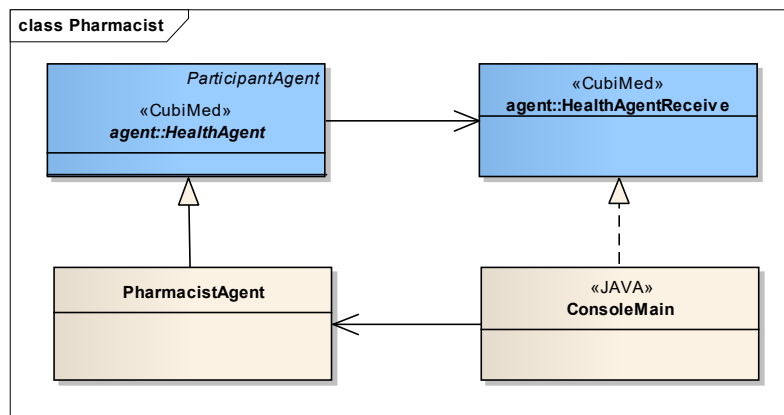 class Pharmacist
ParticipantAgent
«CubiMed»
agent::HealthAgent
«CubiMed»
agent::HealthAgentReceive
PharmacistAgent
«JAVA»
ConsoleMain